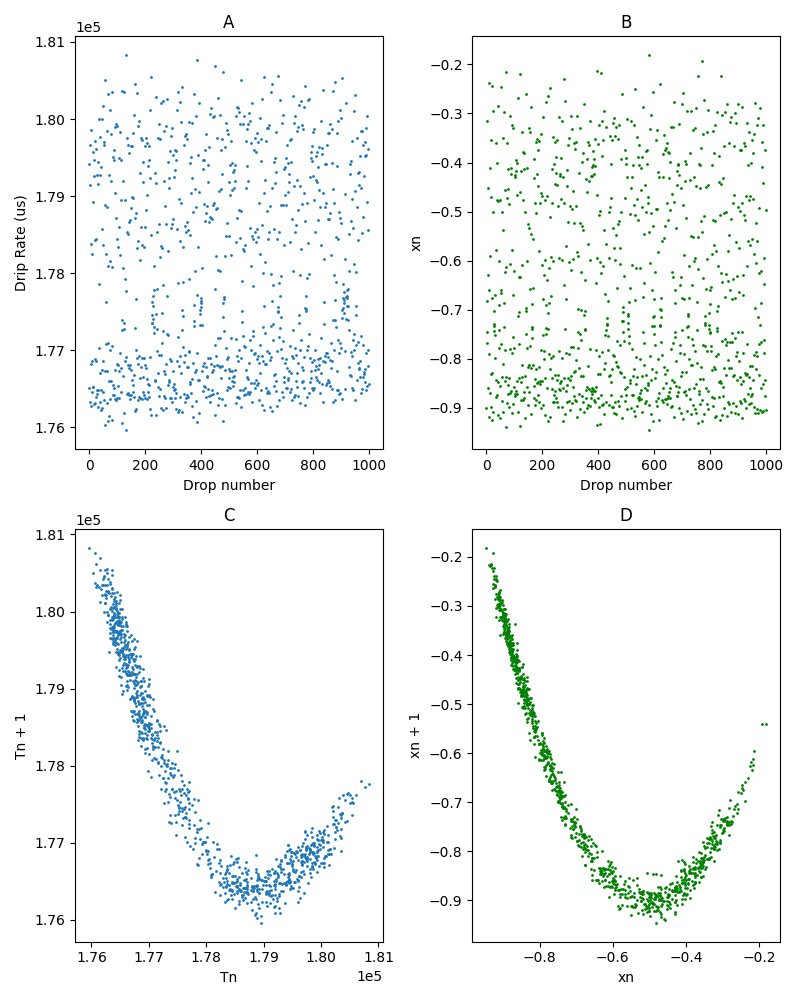 A
B
1e5
1.81
1.80
1.79
1.78
1.77
1.76
Drip Rate (us)
0 200 400 600 800 1000
Drop number
−0.2
−0.3
−0.4
−0.5
−0.6
−0.7
−0.8
−0.9
xn
0 200 400 600 800 1000
Drop number
C
D
1e5
1.81
1.80
1.79
1.78
1.77
1.76
Tn + 1
1.76 1.77 1.78 1.79 1.80 1.81
1e5
Tn
−0.2
−0.3
−0.4
−0.5
−0.6
−0.7
−0.8
−0.9
xn + 1
−0.8 −0.6 −0.4 −0.2
xn